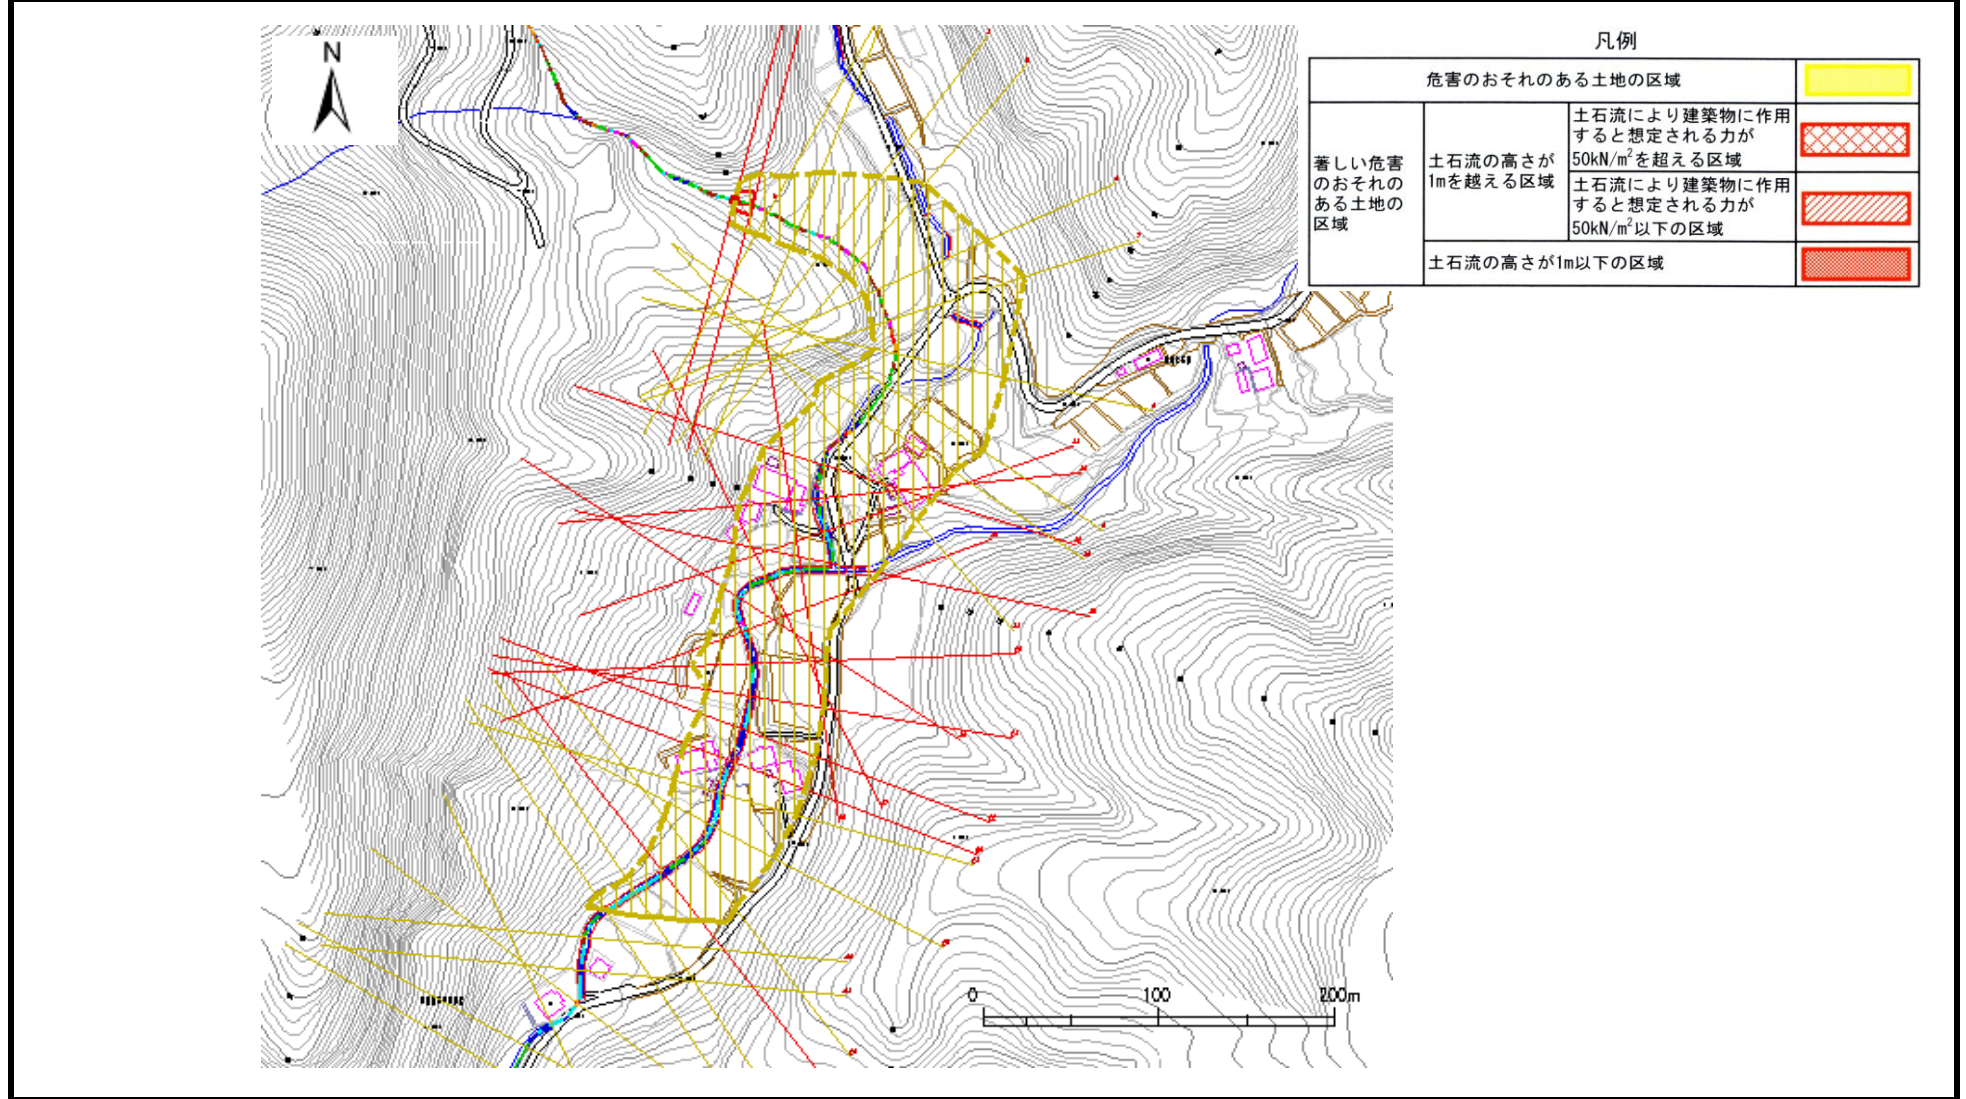 N
凡例
危害のおそれのある土地の区域
著しい危害
のおそれの
ある土地の
区域
土石流の高さが
1mを越える区域
土石流により建築物に作用
すると想定される力が
50kN/m²を超える区域
土石流により建築物に作用
すると想定される力が
50kN/m²以下の区域
土石流の高さが1m以下の区域
0 100 200m